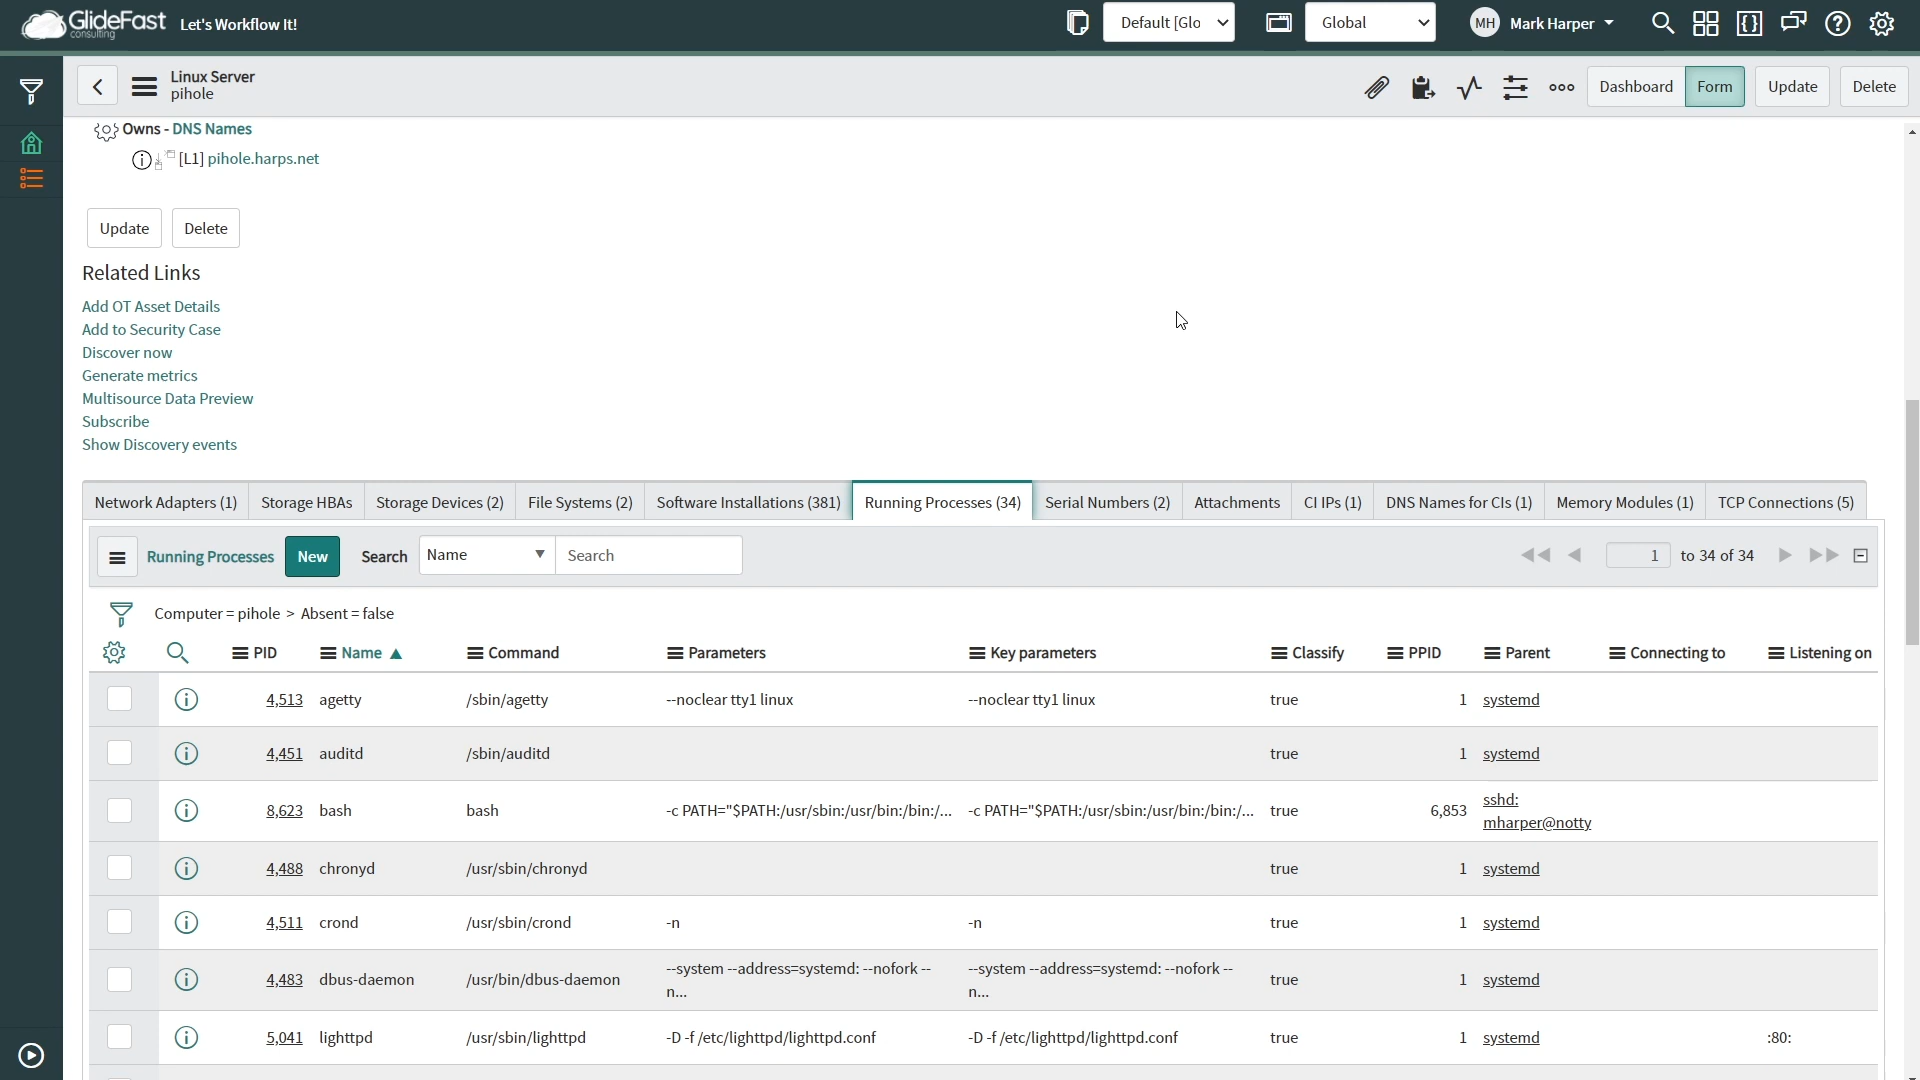 GlideFast
consulting
Let's Workflow It!
Default [Glo
Global
MH
Mark Harper
Linux Server
pihole
Dashboard
Form
Update
Delete
Owns - DNS Names
[L1] pihole.harps.net
Update
Delete
Related Links
Add OT Asset Details
Add to Security Case
Discover now
Generate metrics
Multisource Data Preview
Subscribe
Show Discovery events
Network Adapters (1)
Storage HBAs
Storage Devices (2)
File Systems (2)
Software Installations (381)
Running Processes (34)
Serial Numbers (2)
Attachments
CI IPs (1)
DNS Names for CIs (1)
Memory Modules (1)
TCP Connections (5)
Running Processes
New
Search
Name
Search
1 to 34 of 34
Computer = pihole > Absent = false
PID Name Command Parameters Key parameters Classify PPID Parent Connecting to Listening on
4,513 agetty /sbin/agetty --noclear tty1 linux --noclear tty1 linux true 1 systemd
4,451 auditd /sbin/auditd true 1 systemd
8,623 bash bash -c PATH="$PATH:/usr/sbin:/usr/bin:/bin:/... -c PATH="$PATH:/usr/sbin:/usr/bin:/bin:/... true 6,853 sshd:
mharper@notty
4,488 chronyd /usr/sbin/chronyd true 1 systemd
4,511 crond /usr/sbin/crond -n -n true 1 systemd
4,483 dbus-daemon /usr/bin/dbus-daemon --system --address=systemd: --nofork -- --system --address=systemd: --nofork -- true 1 systemd
n... n...
5,041 lighttpd /usr/sbin/lighttpd -D -f /etc/lighttpd/lighttpd.conf -D -f /etc/lighttpd/lighttpd.conf true 1 systemd :80: